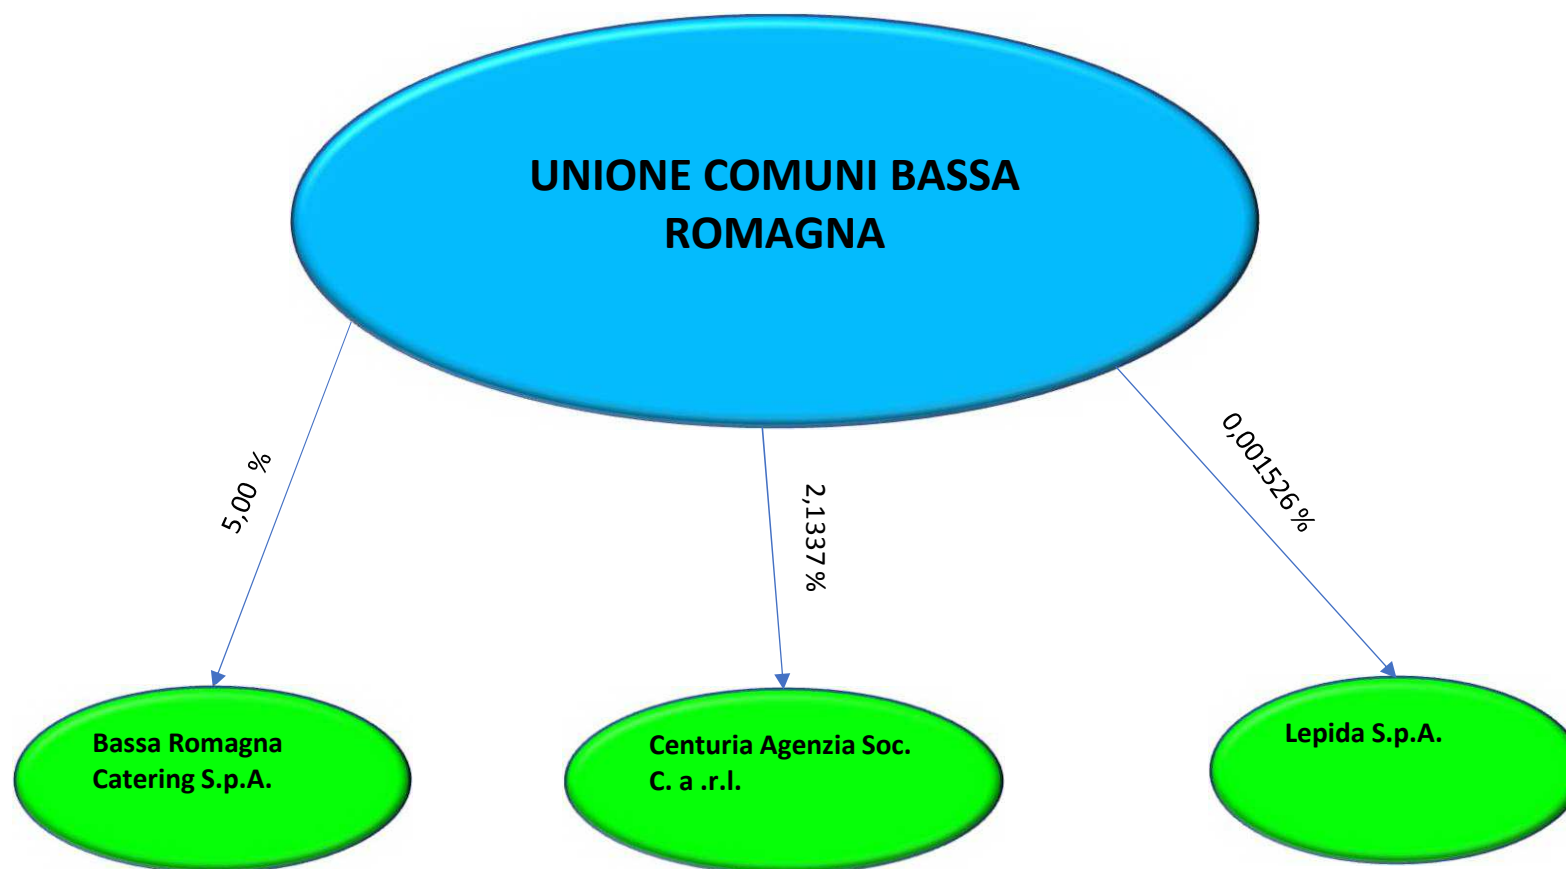 UNIONE COMUNI BASSA
ROMAGNA
5,00 %
2,1337 %
0,001526 %
Bassa Romagna
Catering S.p.A.
Centuria Agenzia Soc.
C. a .r.l.
Lepida S.p.A.